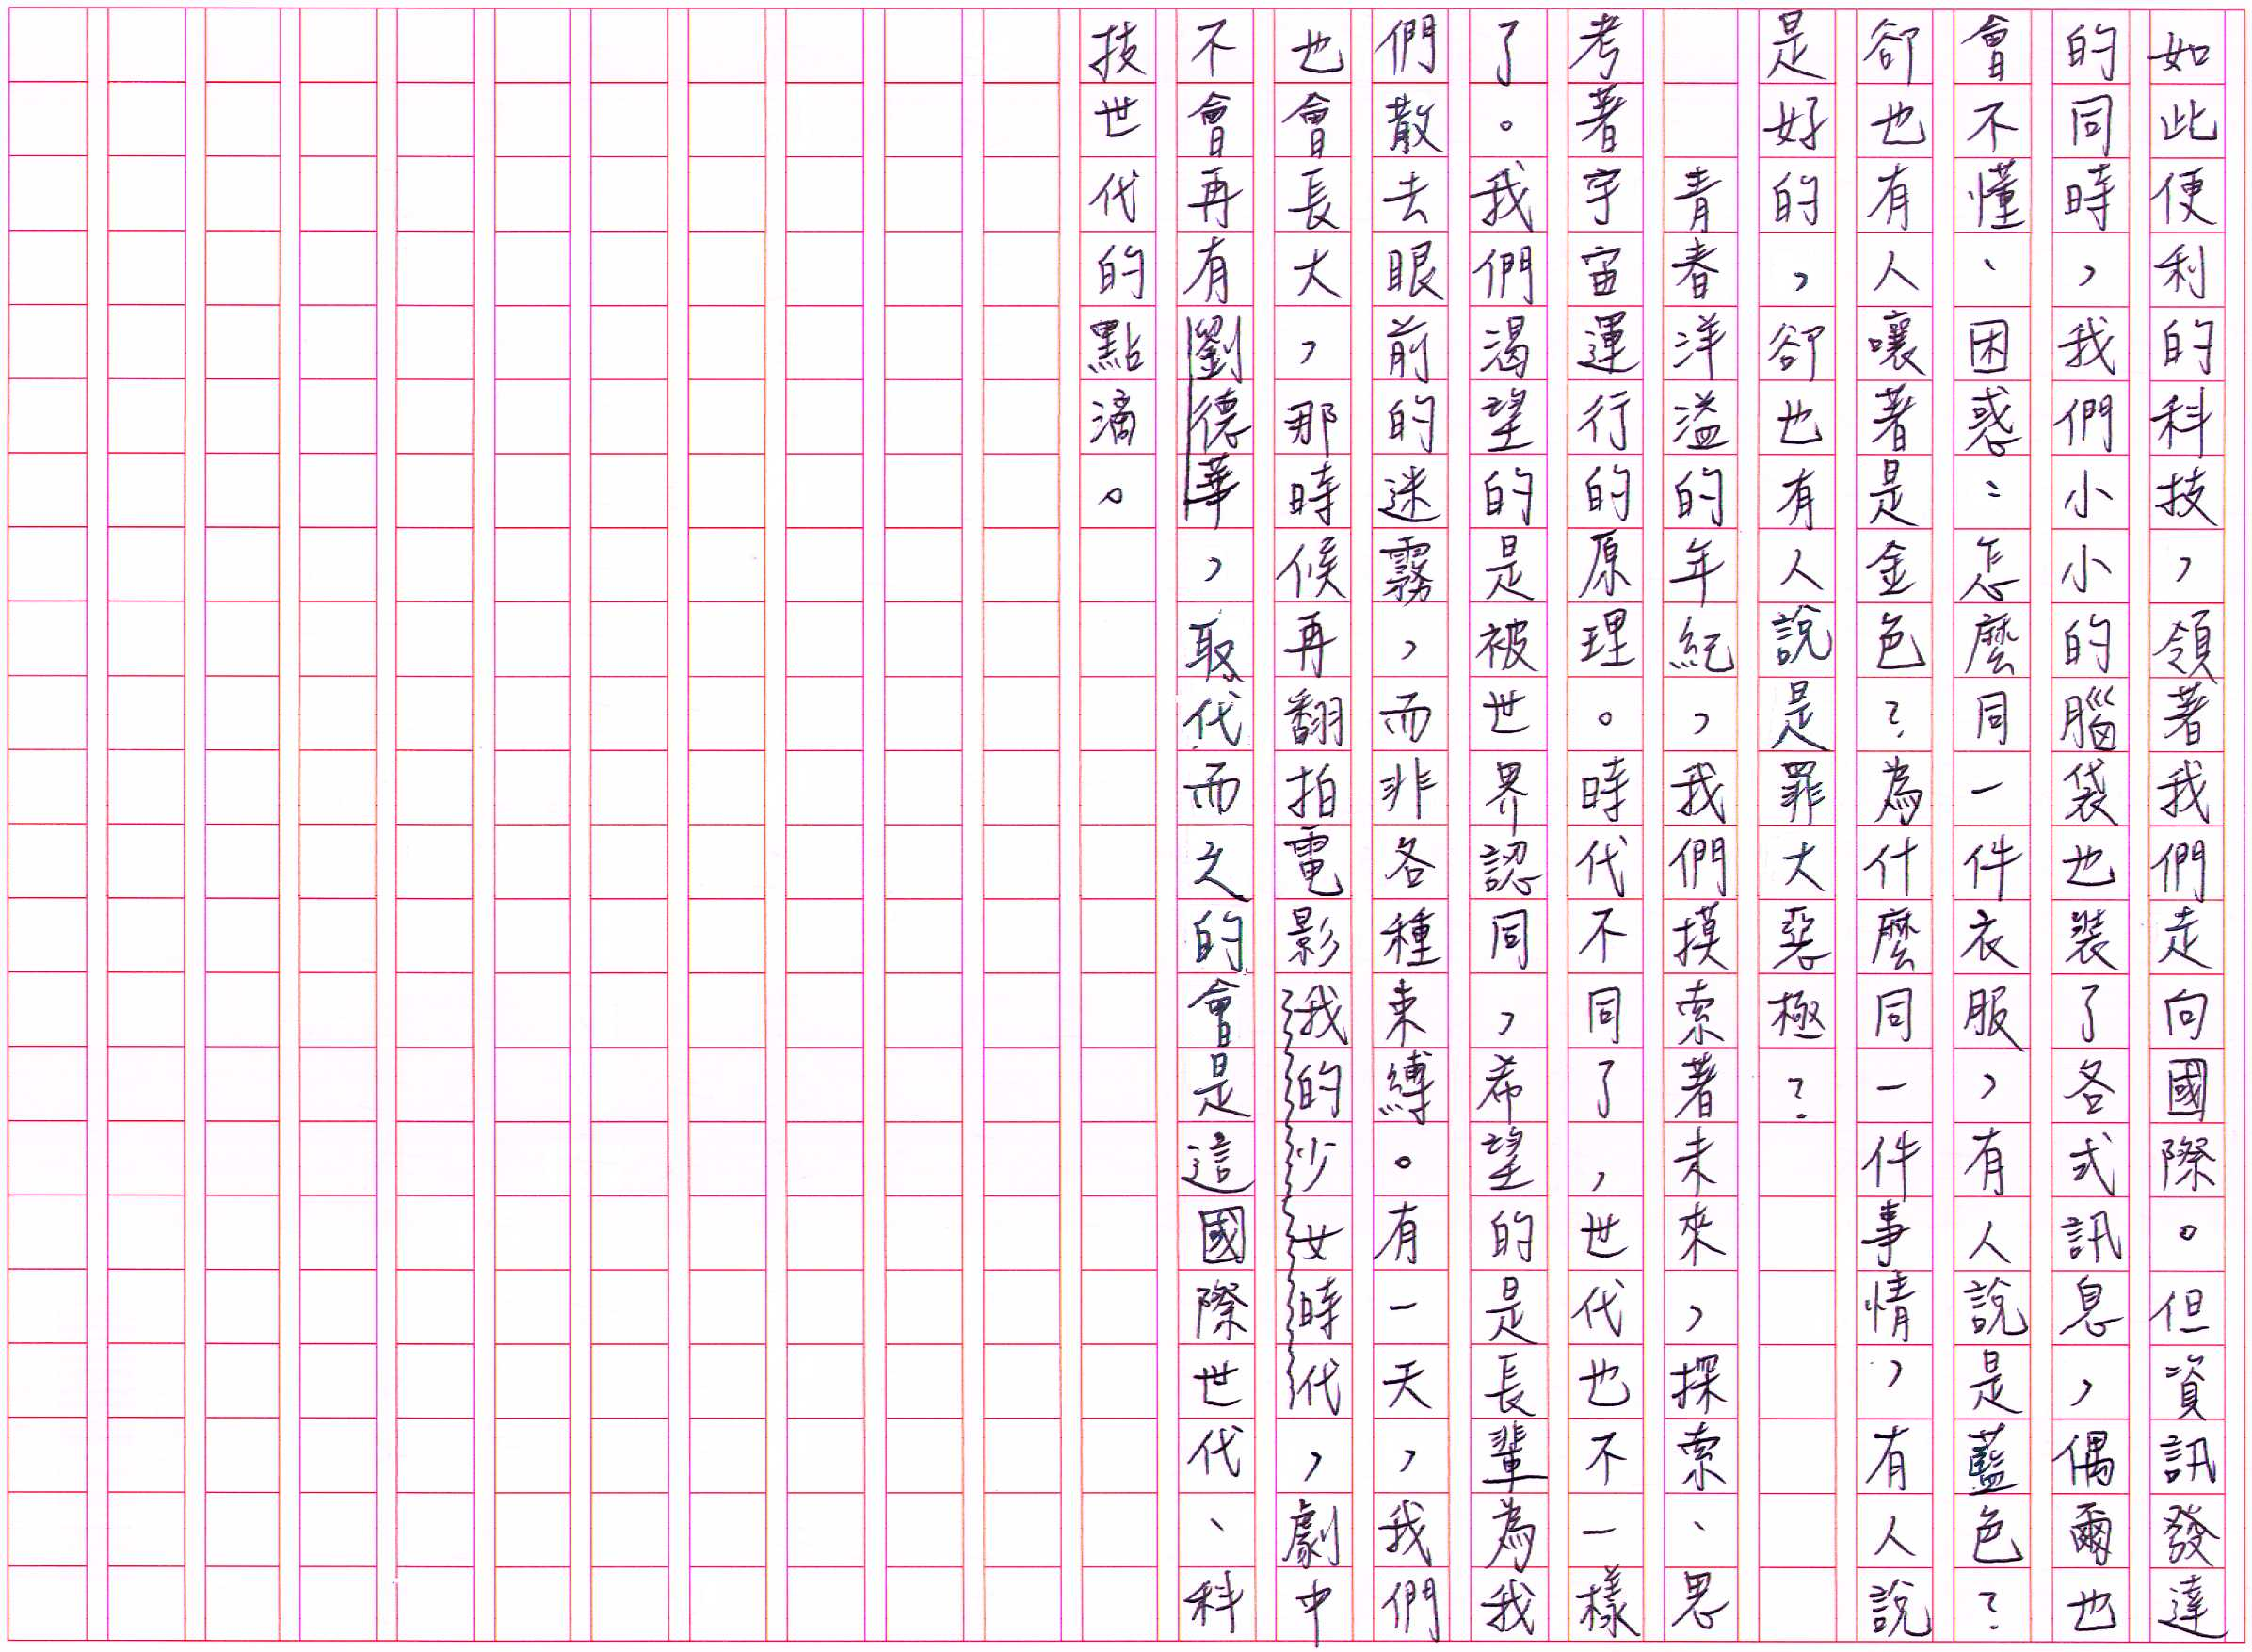 如此便利的科技，領著我們走向國際。但資訊發達
的同時，我們小小的腦袋也裝了各式訊息，偶爾也
會不懂、困惑：怎麼同一件衣服，有人說是藍色？
卻也有人嚷著是金色？為什麼同一件事情，有人說
是好的，卻也有人說是罪大惡極？
青春洋溢的年紀，我們摸索著未來，探索、思
考著宇宙運行的原理。時代不同了，世代也不一樣
了。我們渴望的是被世界認同，希望的是長輩為我
們散去眼前的迷霧，而非各種束縛。有一天，我們
也會長大，那時候再翻拍電影我的少女時代，劇中
不會再有劉德華，取代而之的會是這國際世代、科
技世代的點滴。